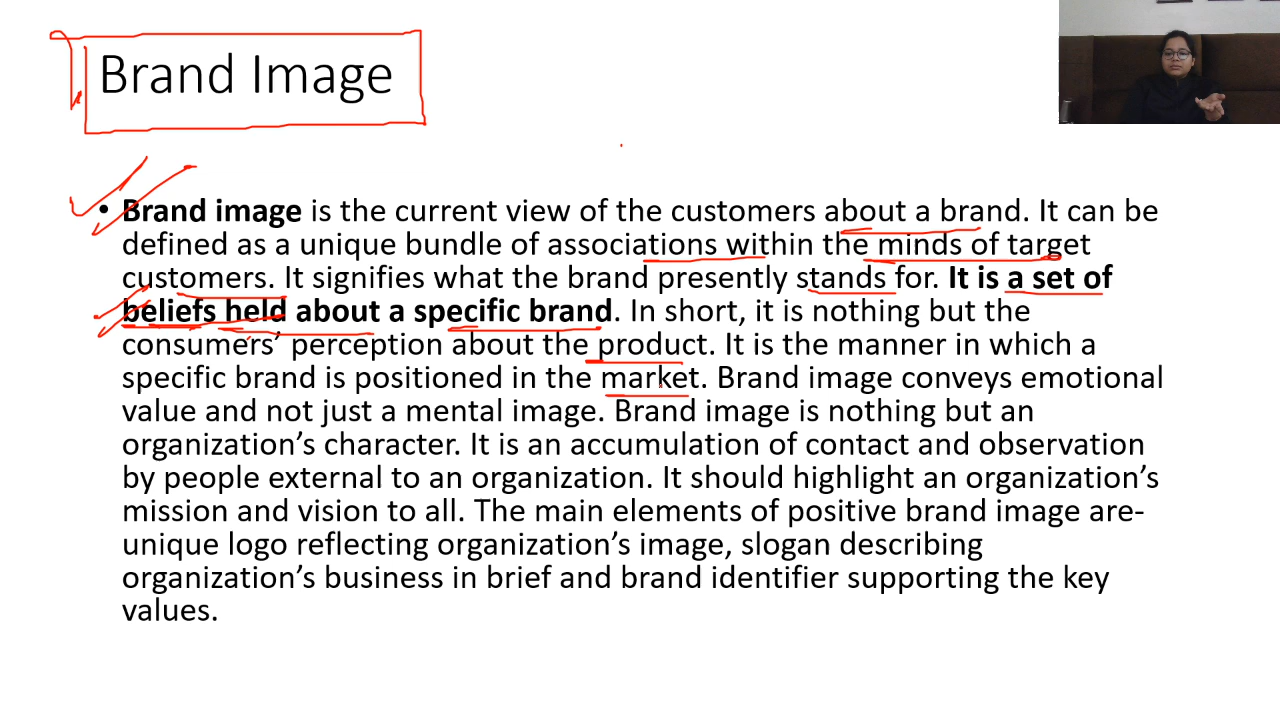 Brand Image
• Brand image is the current view of the customers about a brand. It can be
defined as a unique bundle of associations within the minds of target
customers. It signifies what the brand presently stands for. It is a set of
beliefs held about a specific brand. In short, it is nothing but the
consumers’ perception about the product. It is the manner in which a
specific brand is positioned in the market. Brand image conveys emotional
value and not just a mental image. Brand image is nothing but an
organization’s character. It is an accumulation of contact and observation
by people external to an organization. It should highlight an organization’s
mission and vision to all. The main elements of positive brand image are-
unique logo reflecting organization’s image, slogan describing
organization’s business in brief and brand identifier supporting the key
values.